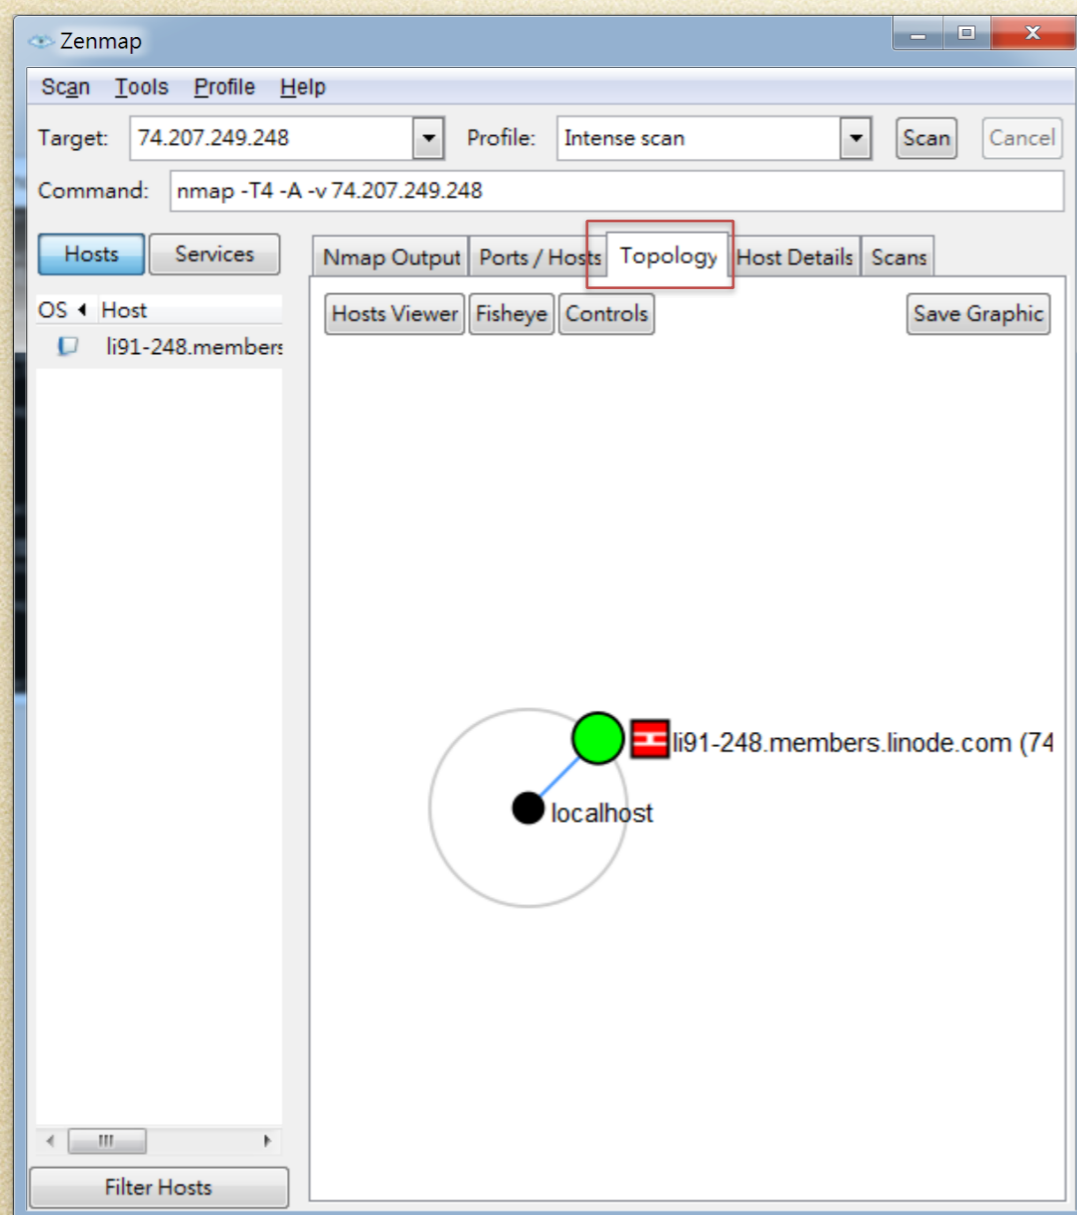 Zenmap
Scan Tools Profile Help
Target: 74.207.249.248 Profile: Intense scan Scan Cancel
Command: nmap -T4 -A -v 74.207.249.248
Hosts Services Nmap Output Ports / Hosts Topology Host Details Scans
OS Host Hosts Viewer Fisheye Controls Save Graphic
li91-248.members
li91-248.members.linode.com (74
localhost
Filter Hosts